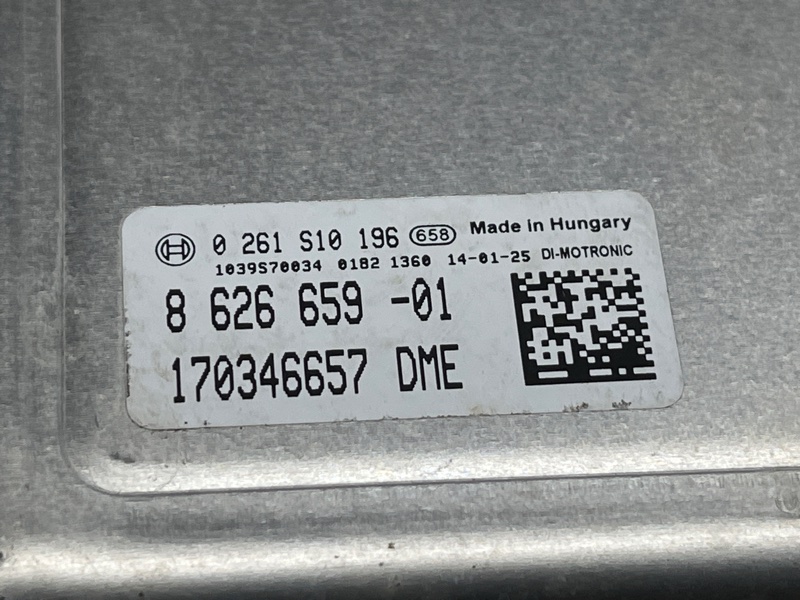 0 261 S10 196 658 Made in Hungary
1039S70034 0182 1360 14-01-25 DI-MOTRONIC
8 626 659 -01
170346657 DME